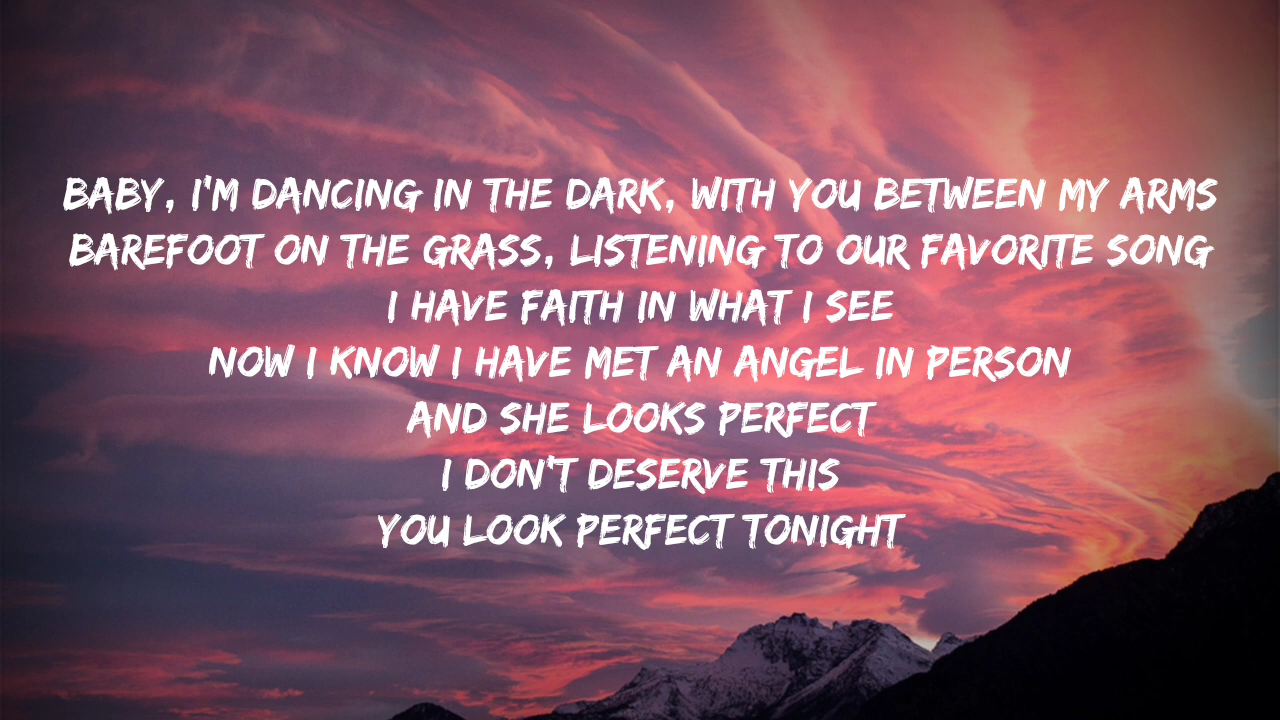 BABY, I'M DANCING IN THE DARK, WITH YOU BETWEEN MY ARMS
BAREFOOT ON THE GRASS, LISTENING TO OUR FAVORITE SONG
I HAVE FAITH IN WHAT I SEE
NOW I KNOW I HAVE MET AN ANGEL IN PERSON
AND SHE LOOKS PERFECT
I DON'T DESERVE THIS
YOU LOOK PERFECT TONIGHT